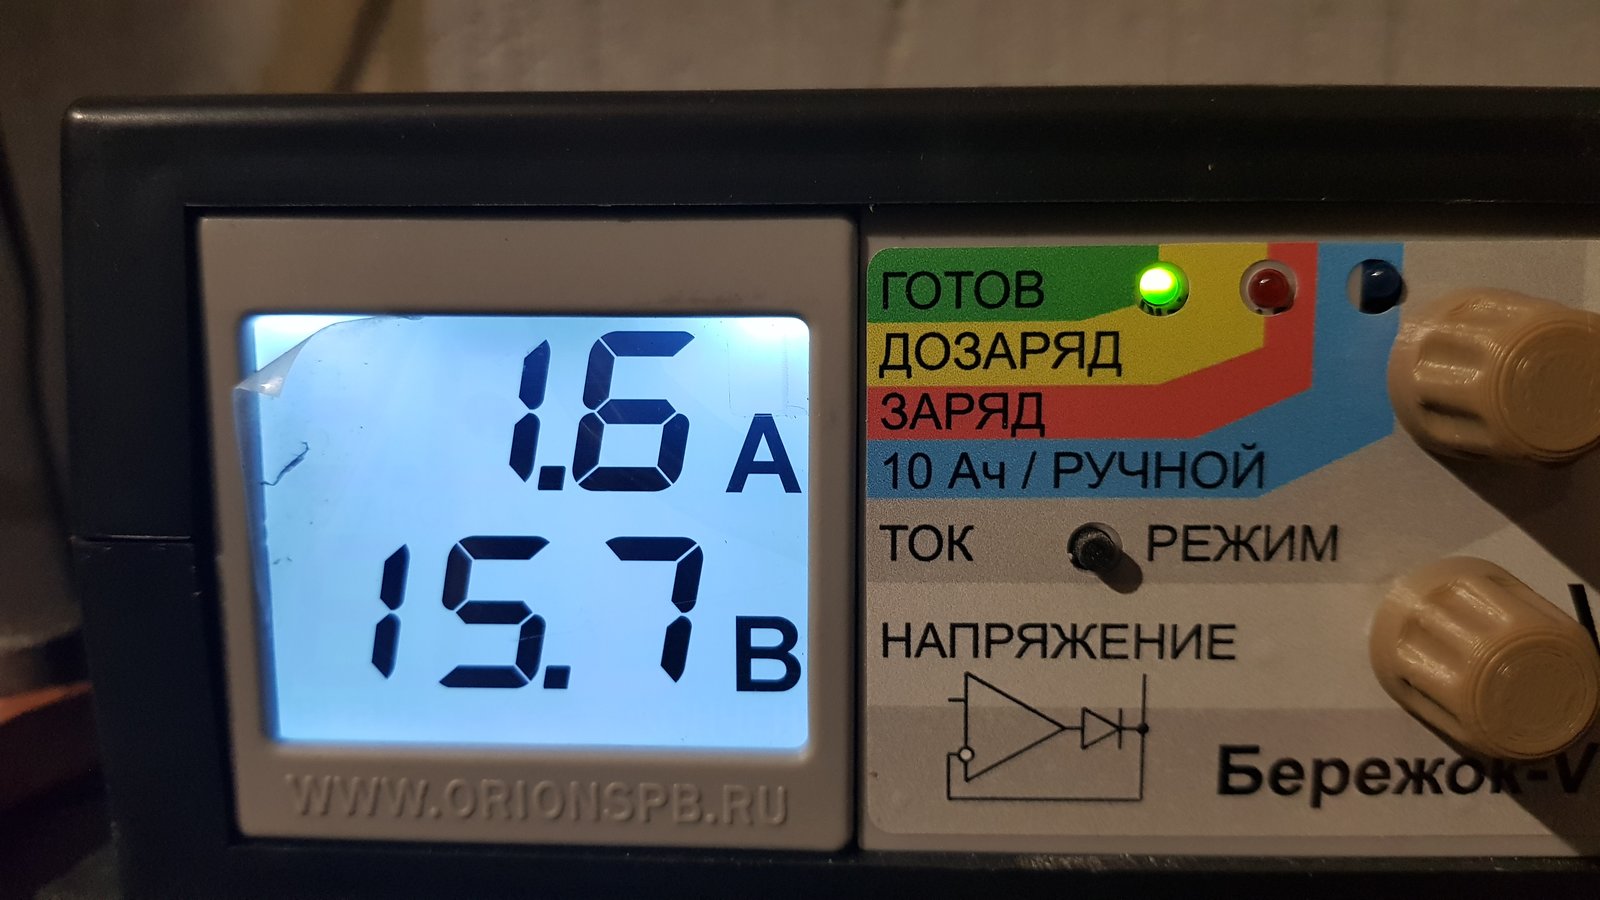 1.6 А
15.7 В
WWW.ORIONSPB.RU
ГОТОВ
ДОЗАРЯД
ЗАРЯД
10 Ач / РУЧНОЙ
ТОК РЕЖИМ
НАПРЯЖЕНИЕ
Бережок-V